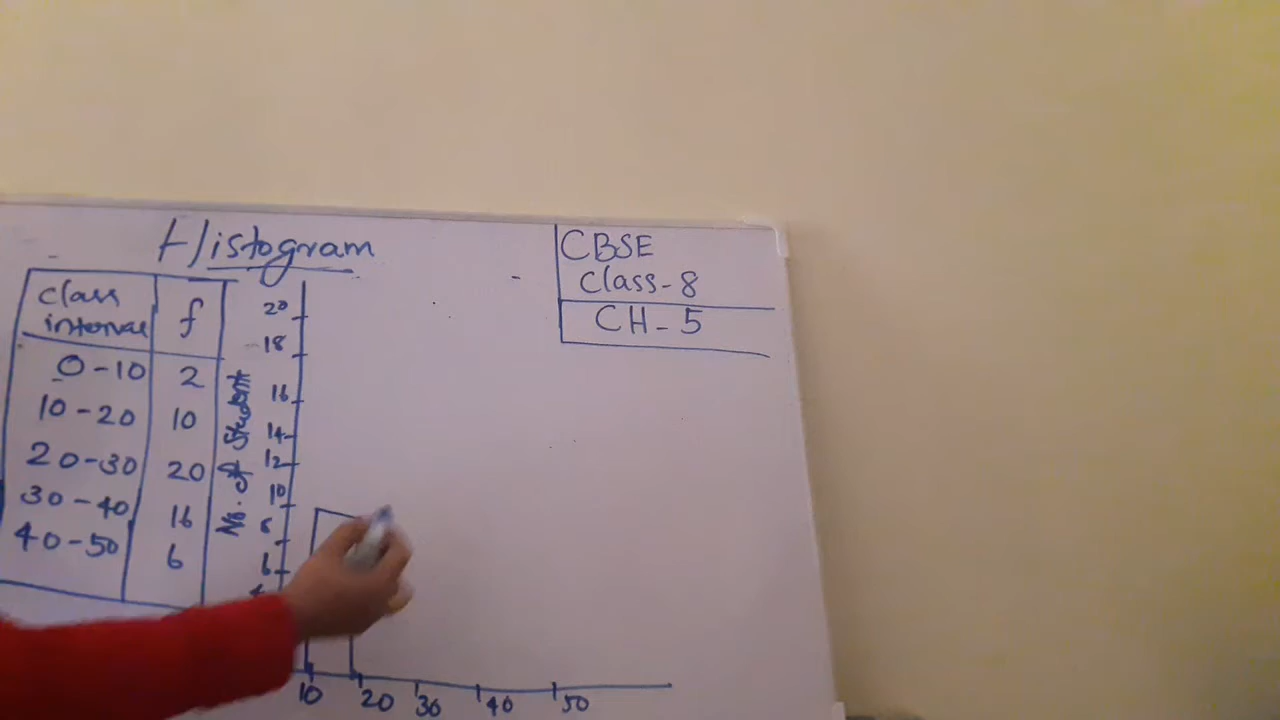 Histogram
CBSE
Class-8
CH-5
class interval f
0-10 2
10-20 10
20-30 20
30-40 16
40-50 6
No. of Student
20
18
16
14
12
10
8
6
10 20 30 40 50